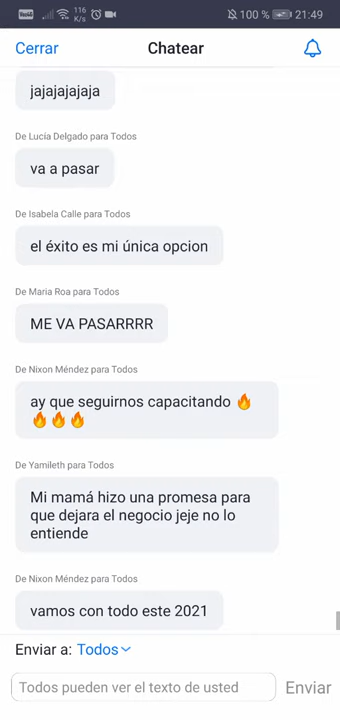 116
K/s
100 %
21:49
Cerrar
Chatear
jajajajajaja
De Lucía Delgado para Todos
va a pasar
De Isabela Calle para Todos
el éxito es mi única opcion
De Maria Roa para Todos
ME VA PASARRRR
De Nixon Méndez para Todos
ay que seguirnos capacitando 🔥
🔥🔥🔥
De Yamileth para Todos
Mi mamá hizo una promesa para
que dejara el negocio jeje no lo
entiende
De Nixon Méndez para Todos
vamos con todo este 2021
Enviar a: Todos
Todos pueden ver el texto de usted
Enviar